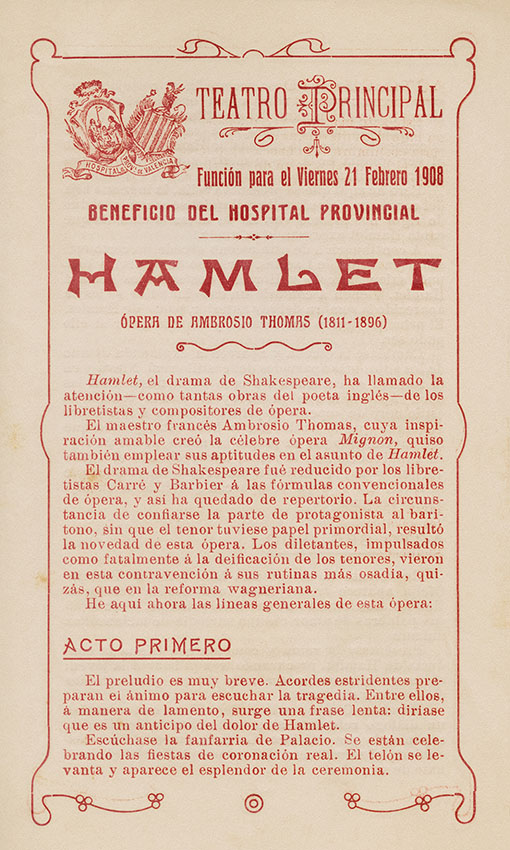 HOSPITAL PROV. DE VALENCIA
TEATRO PRINCIPAL
Función para el Viernes 21 Febrero 1908
BENEFICIO DEL HOSPITAL PROVINCIAL
HAMLET
ÓPERA DE AMBROSIO THOMAS (1811-1896)
Hamlet, el drama de Shakespeare, ha llamado la
atención—como tantas obras del poeta inglés—de los
libretistas y compositores de ópera.
El maestro francés Ambrosio Thomas, cuya inspi-
ración amable creó la célebre ópera Mignon, quiso
también emplear sus aptitudes en el asunto de Hamlet.
El drama de Shakespeare fué reducido por los libre-
tistas Carré y Barbier á las fórmulas convencionales
de ópera, y así ha quedado de repertorio. La circuns-
tancia de confiarse la parte de protagonista al barí-
tono, sin que el tenor tuviese papel primordial, resultó
la novedad de esta ópera. Los diletantes, impulsados
como fatalmente á la deificación de los tenores, vieron
en esta contravención á sus rutinas más osadía, qui-
zás, que en la reforma wagneriana.
He aquí ahora las líneas generales de esta ópera:
ACTO PRIMERO
El preludio es muy breve. Acordes estridentes pre-
paran el ánimo para escuchar la tragedia. Entre ellos,
á manera de lamento, surge una frase lenta: diríase
que es un anticipo del dolor de Hamlet.
Escúchase la fanfarria de Palacio. Se están cele-
brando las fiestas de coronación real. El telón se le-
vanta y aparece el esplendor de la ceremonia.